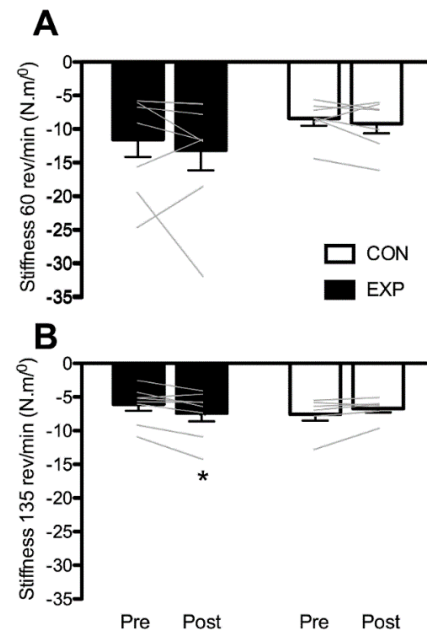 A
Stiffness 60 rev/min (N.m/⁰)
0
-5
-10
-15
-20
-25
-30
-35
CON
EXP
B
Stiffness 135 rev/min (N.m/⁰)
0
-5
-10
-15
-20
-25
-30
-35
*
Pre Post Pre Post